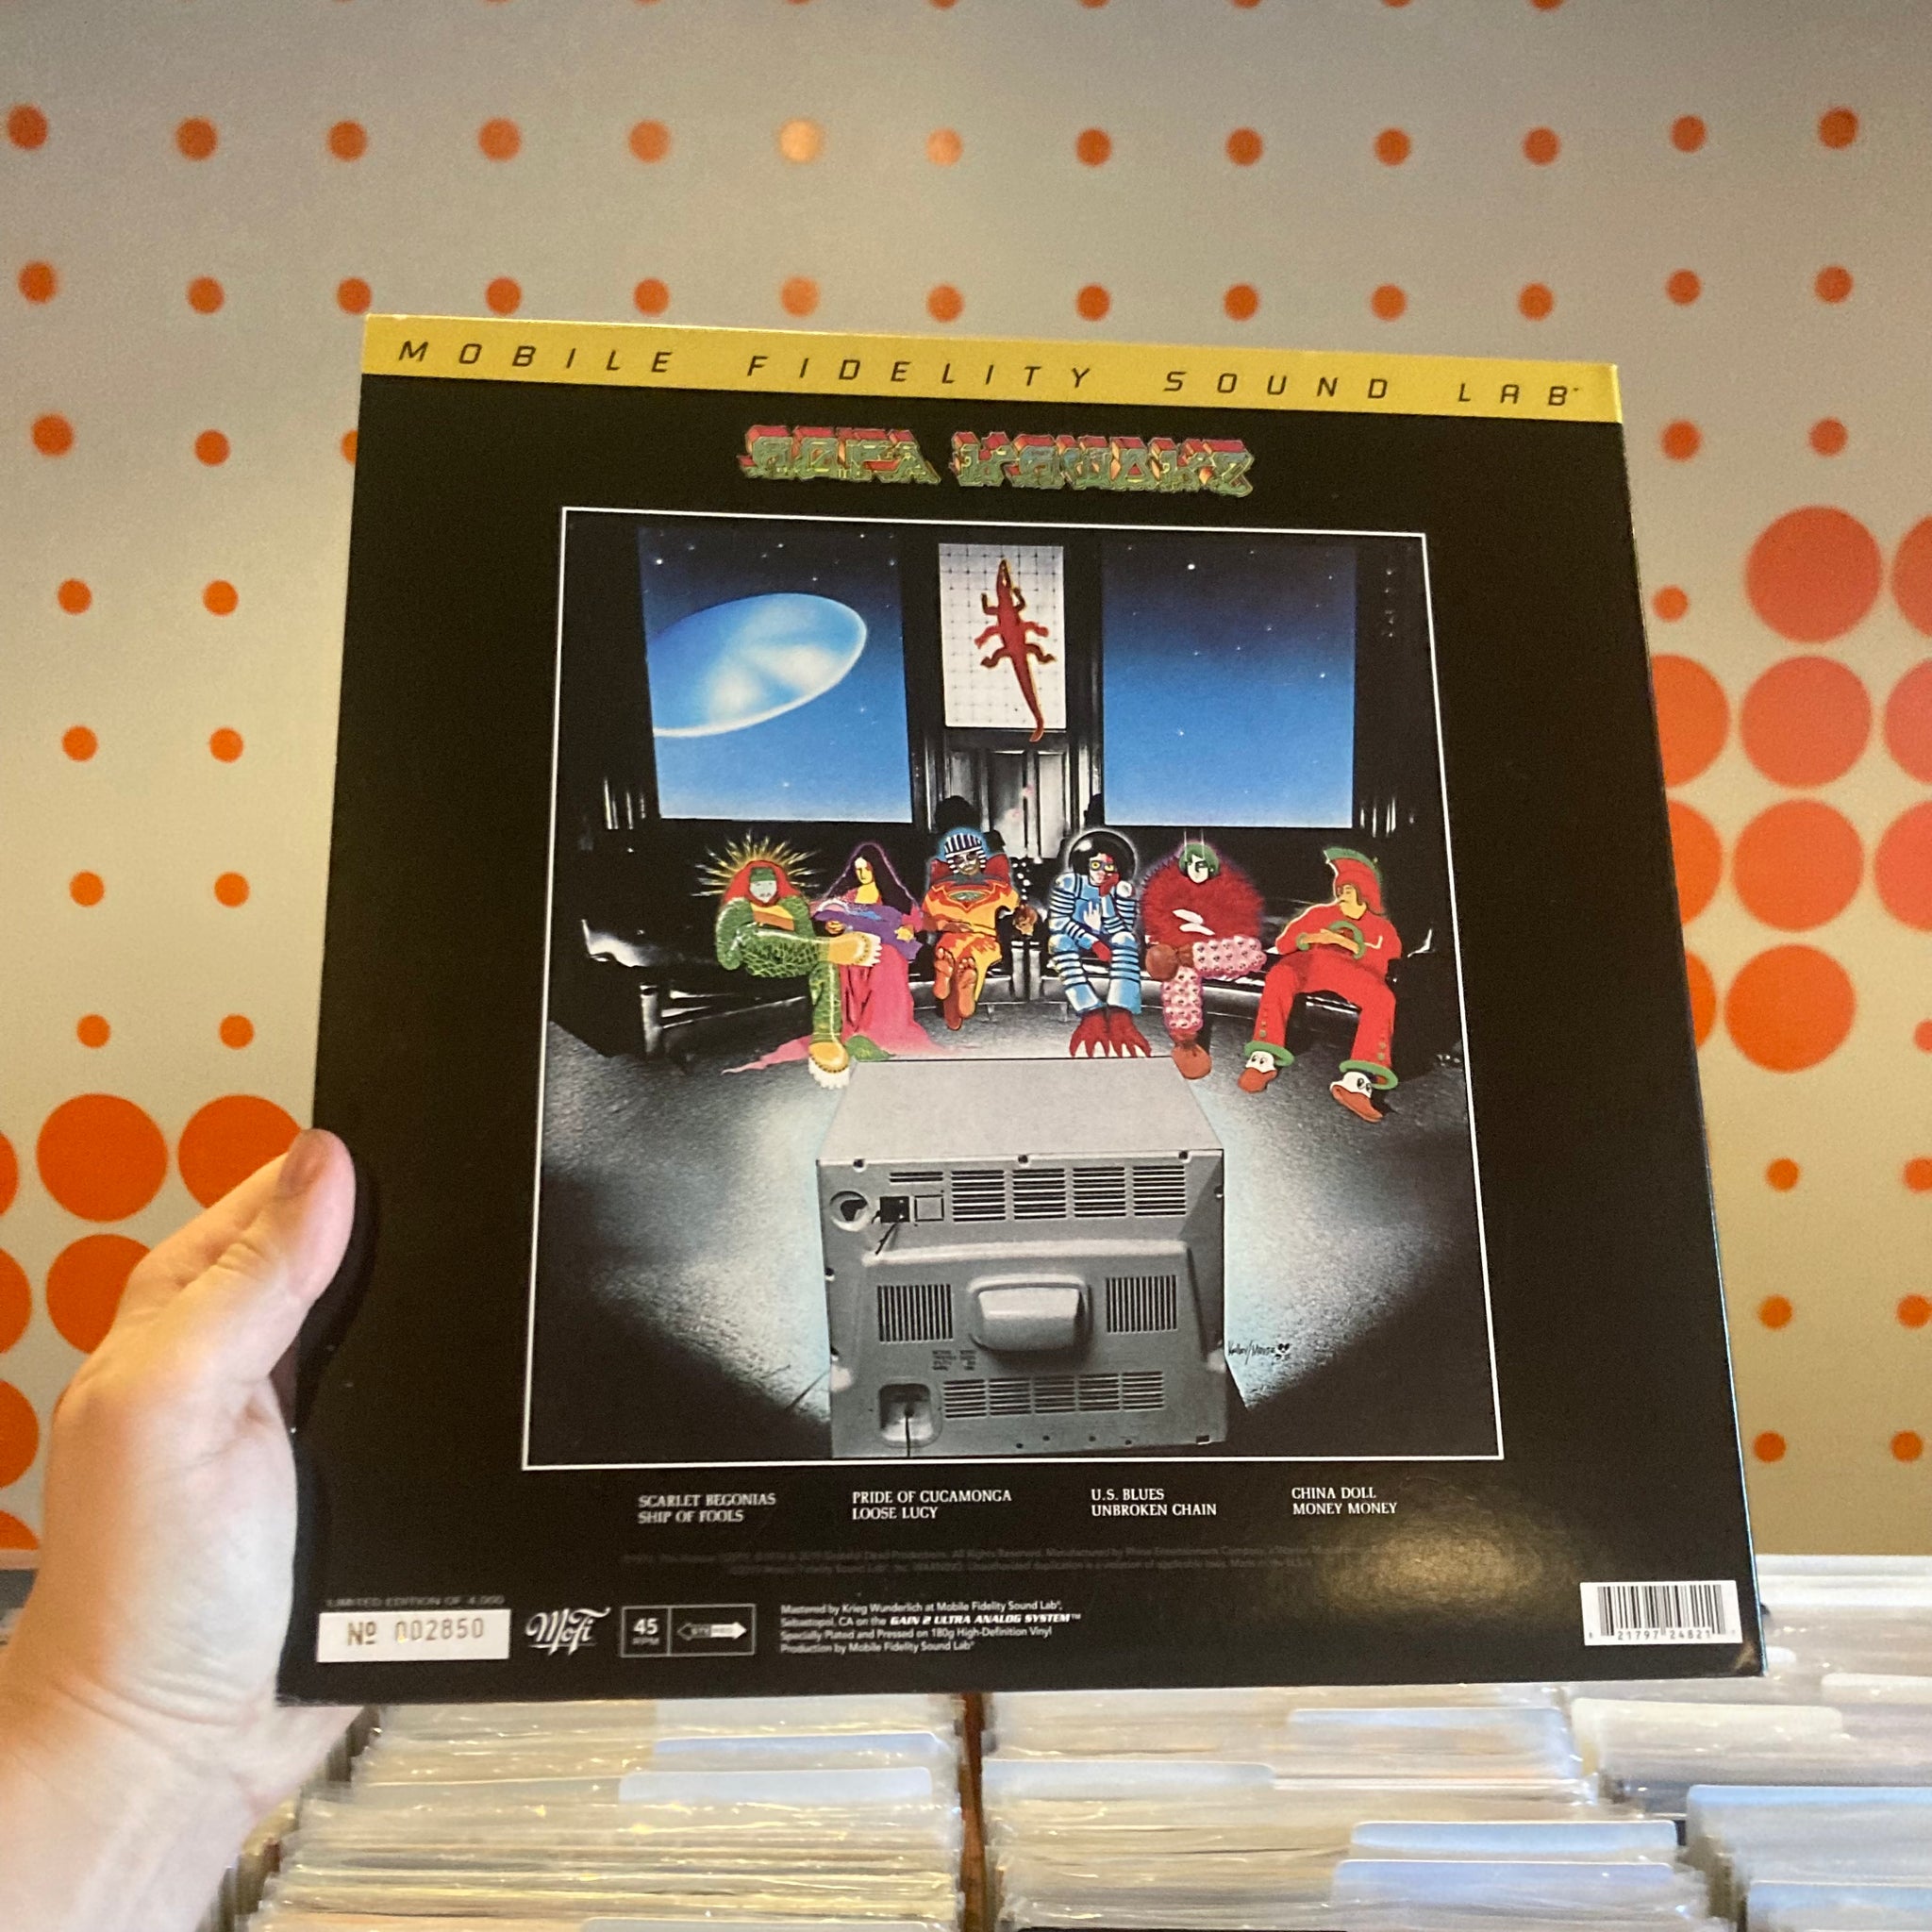 MOBILE FIDELITY SOUND LAB
SCARLET BEGONIAS
SHIP OF FOOLS
PRIDE OF CUCAMONGA
LOOSE LUCY
U.S. BLUES
UNBROKEN CHAIN
CHINA DOLL
MONEY MONEY
LIMITED EDITION OF 4,000
Nº 002850
MoFi
45
RPM
Mastered by Krieg Wunderlich at Mobile Fidelity Sound Lab®,
Sebastopol, CA on the GAIN 2 ULTRA ANALOG SYSTEM™
Specially Plated and Pressed on 180g High-Definition Vinyl
Production by Mobile Fidelity Sound Lab®
21797 24821